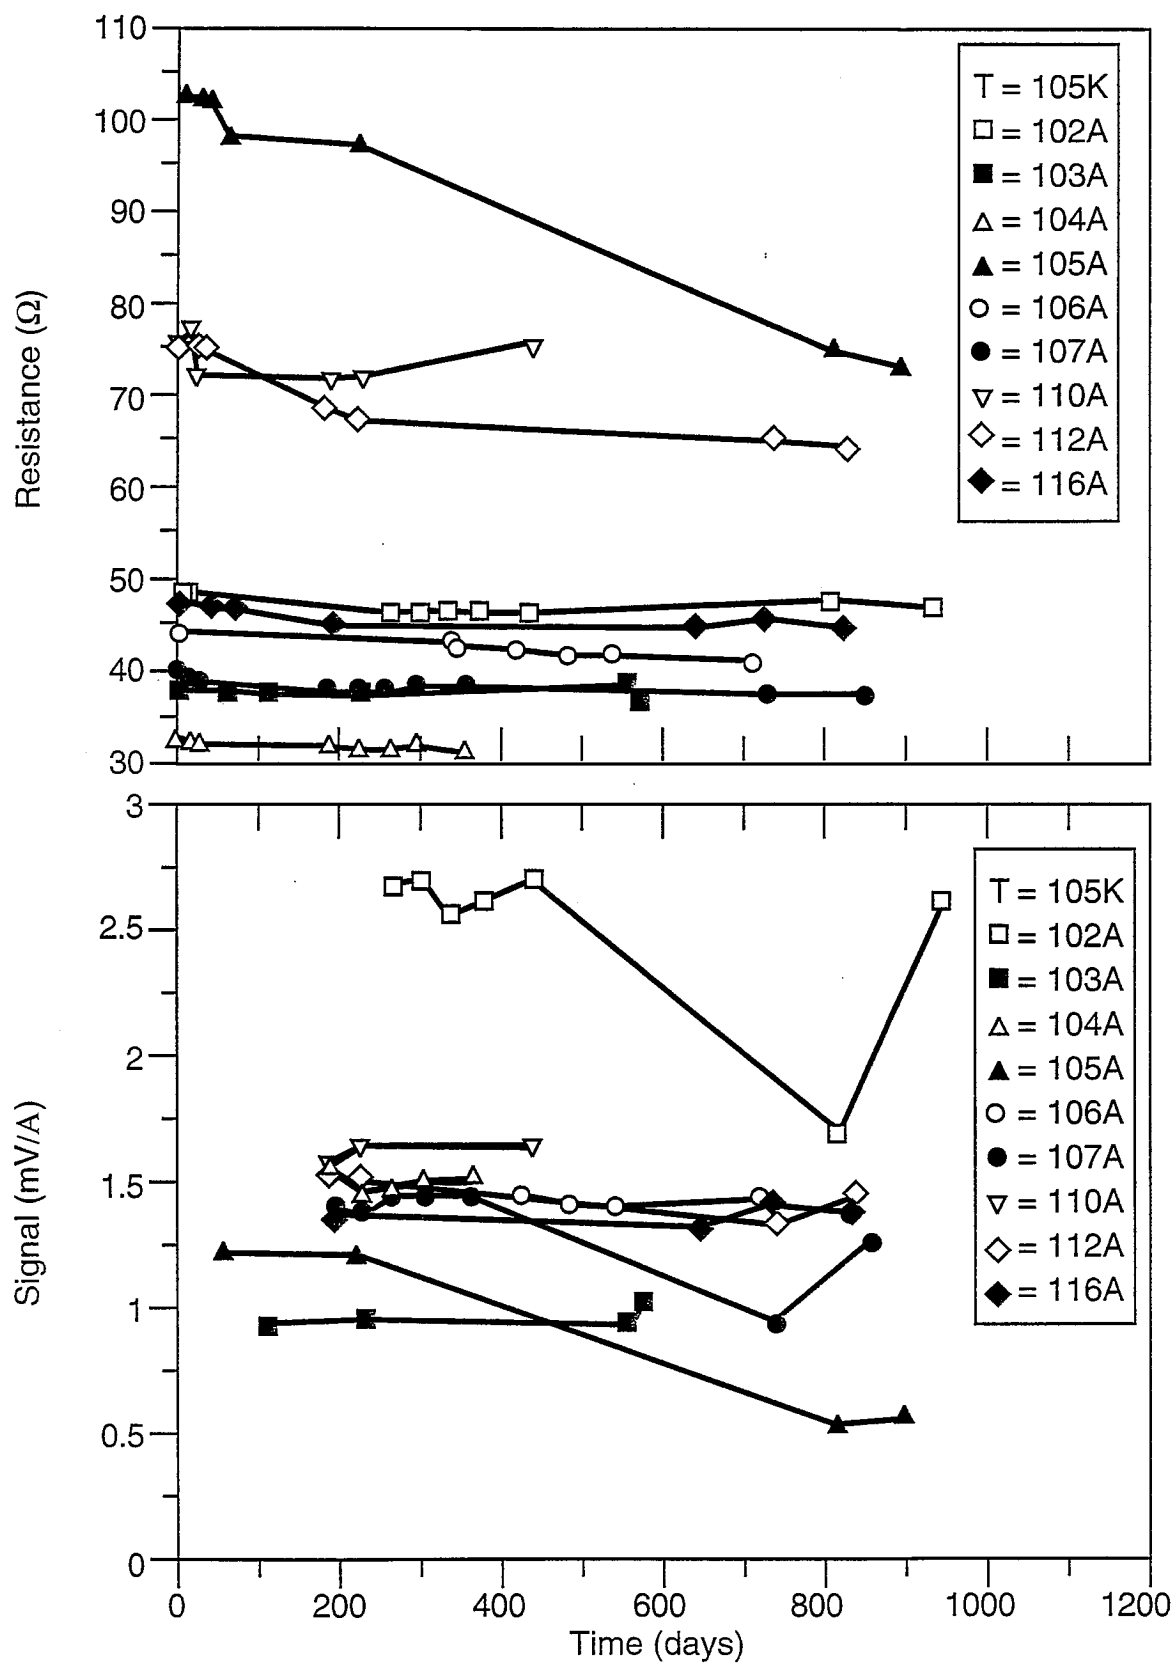 110
100
90
80
70
60
50
40
30
Resistance (Ω)
T = 105K
= 102A
= 103A
= 104A
= 105A
= 106A
= 107A
= 110A
= 112A
= 116A
3
2.5
2
1.5
1
0.5
0
Signal (mV/A)
T = 105K
= 102A
= 103A
= 104A
= 105A
= 106A
= 107A
= 110A
= 112A
= 116A
0 200 400 600 800 1000 1200
Time (days)